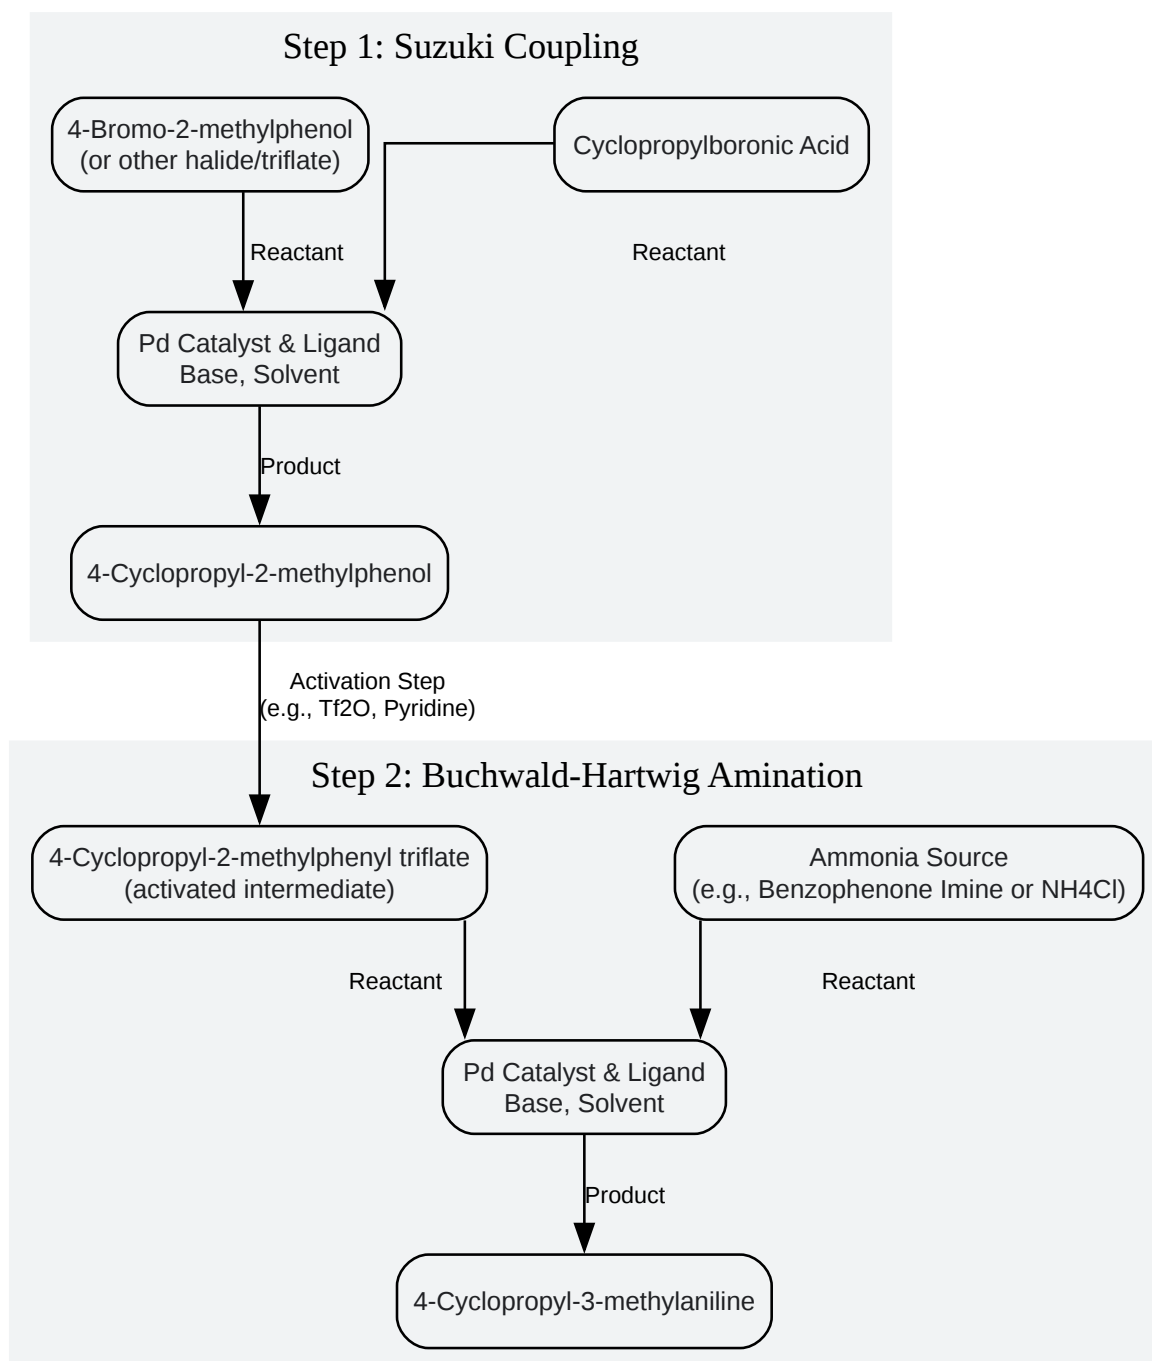 Step 1: Suzuki Coupling
4-Bromo-2-methylphenol
(or other halide/triflate)
Cyclopropylboronic Acid
Reactant
Reactant
Pd Catalyst & Ligand
Base, Solvent
Product
4-Cyclopropyl-2-methylphenol
Activation Step
(e.g., Tf2O, Pyridine)
Step 2: Buchwald-Hartwig Amination
4-Cyclopropyl-2-methylphenyl triflate
(activated intermediate)
Ammonia Source
(e.g., Benzophenone Imine or NH4Cl)
Reactant
Reactant
Pd Catalyst & Ligand
Base, Solvent
Product
4-Cyclopropyl-3-methylaniline